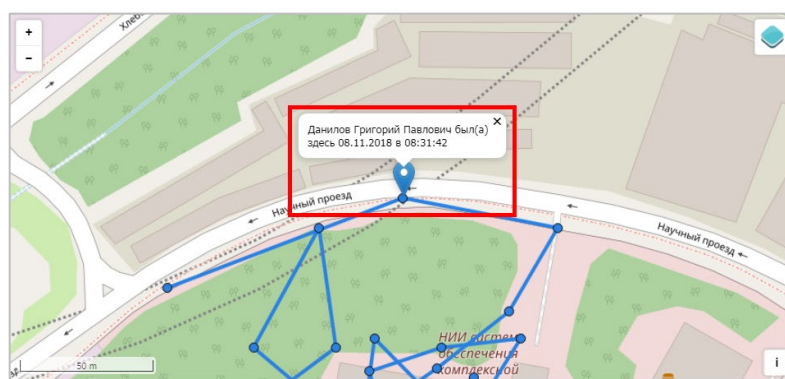 +
-
Хлеб
Данилов Григорий Павлович был(а)
здесь 08.11.2018 в 08:31:42
×
Научный проезд
Научный проезд
НИИ систем
обеспечения
комплексной
50 m
i